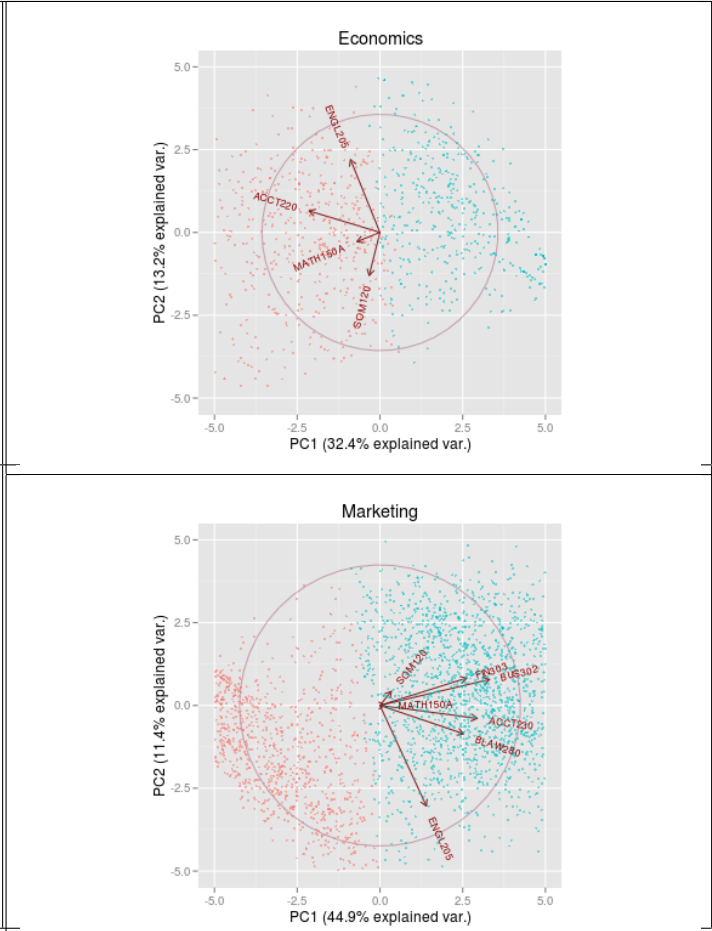 Economics
5.0
ENGL205
2.5
ACCT220
PC2 (13.2% explained var.)
0.0
MATH150A
SOM120
-2.5
-5.0
-5.0 -2.5 0.0 2.5 5.0
PC1 (32.4% explained var.)
Marketing
5.0
2.5
SOM120
FIN303
BUS302
PC2 (11.4% explained var.)
0.0
MATH150A
ACCT230
BLAW280
-2.5
ENGL205
-5.0
-5.0 -2.5 0.0 2.5 5.0
PC1 (44.9% explained var.)